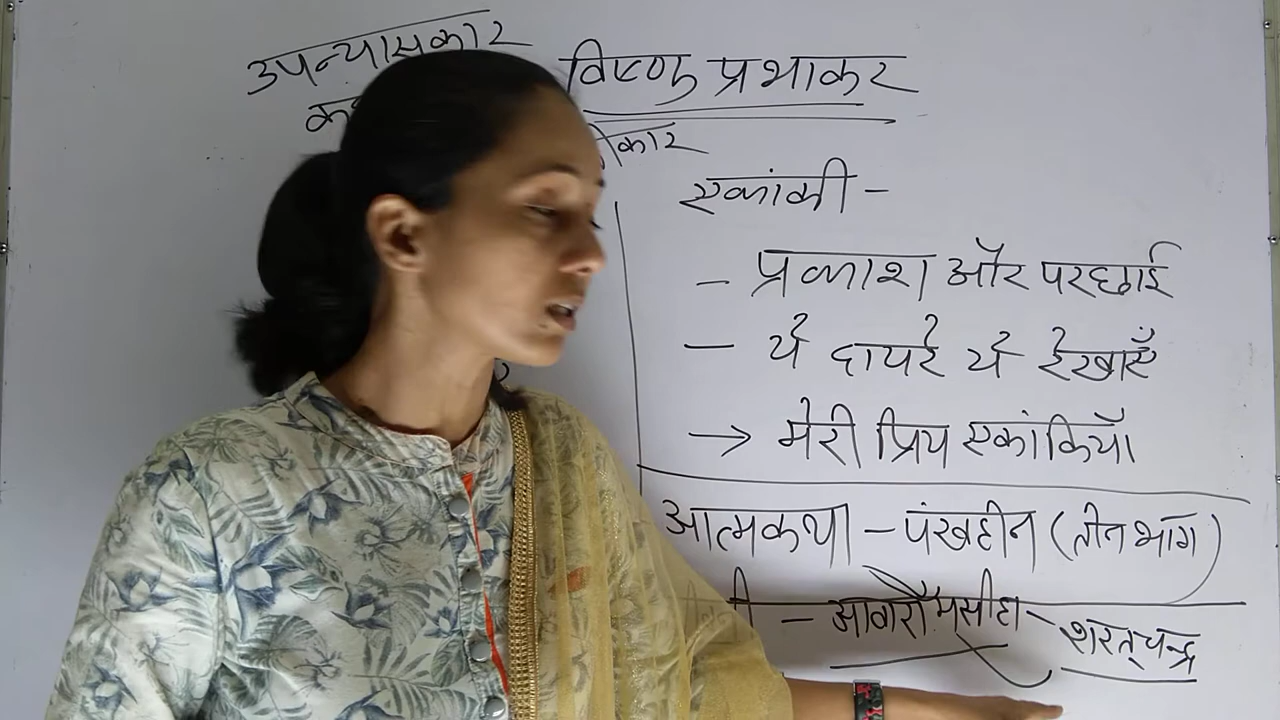 उपन्यासकार विष्णु प्रभाकर
एकांकी -
- प्रकाश और परछाई
- ये दायरे ये रेखाएँ
→ मेरी प्रिय एकांकियाँ
आत्मकथा - पंखहीन (तीन भाग)
- आवारा मसीहा - शरत्चन्द्र